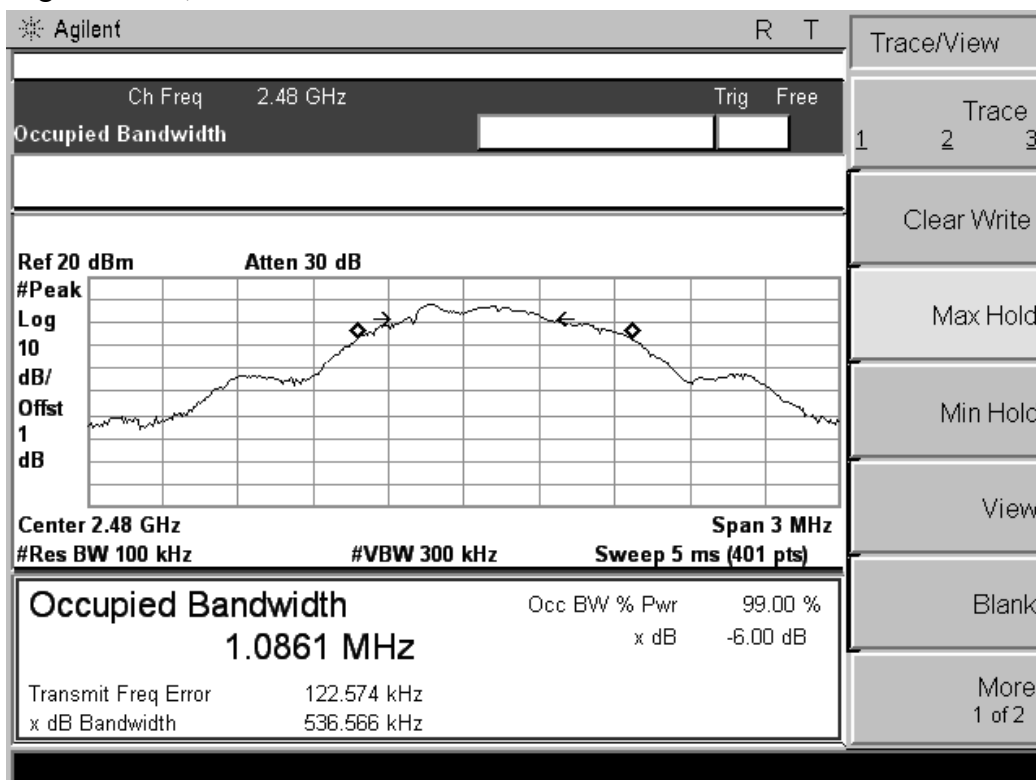 Agilent R T
Trace/View
Ch Freq 2.48 GHz Trig Free
Occupied Bandwidth
Trace
1 2 3
Clear Write
Max Hold
Min Hold
View
Blank
More
1 of 2
Ref 20 dBm Atten 30 dB
#Peak
Log
10
dB/
Offst
1
dB
Center 2.48 GHz Span 3 MHz
#Res BW 100 kHz #VBW 300 kHz Sweep 5 ms (401 pts)
Occupied Bandwidth
1.0861 MHz
Occ BW % Pwr 99.00 %
x dB -6.00 dB
Transmit Freq Error 122.574 kHz
x dB Bandwidth 536.566 kHz